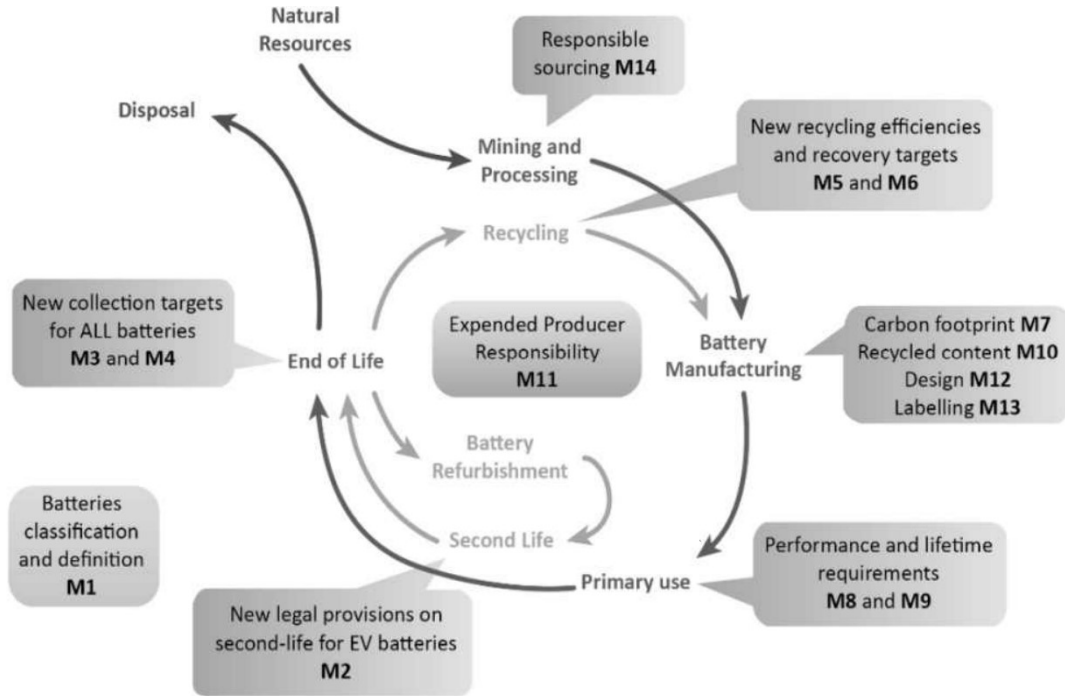 Natural
Resources
Responsible
sourcing M14
Disposal
New recycling efficiencies
and recovery targets
M5 and M6
Mining and
Processing
Recycling
New collection targets
for ALL batteries
M3 and M4
End of Life
Expended Producer
Responsibility
M11
Battery
Manufacturing
Carbon footprint M7
Recycled content M10
Design M12
Labelling M13
Battery
Refurbishment
Batteries
classification
and definition
M1
Second Life
Primary use
Performance and lifetime
requirements
M8 and M9
New legal provisions on
second-life for EV batteries
M2